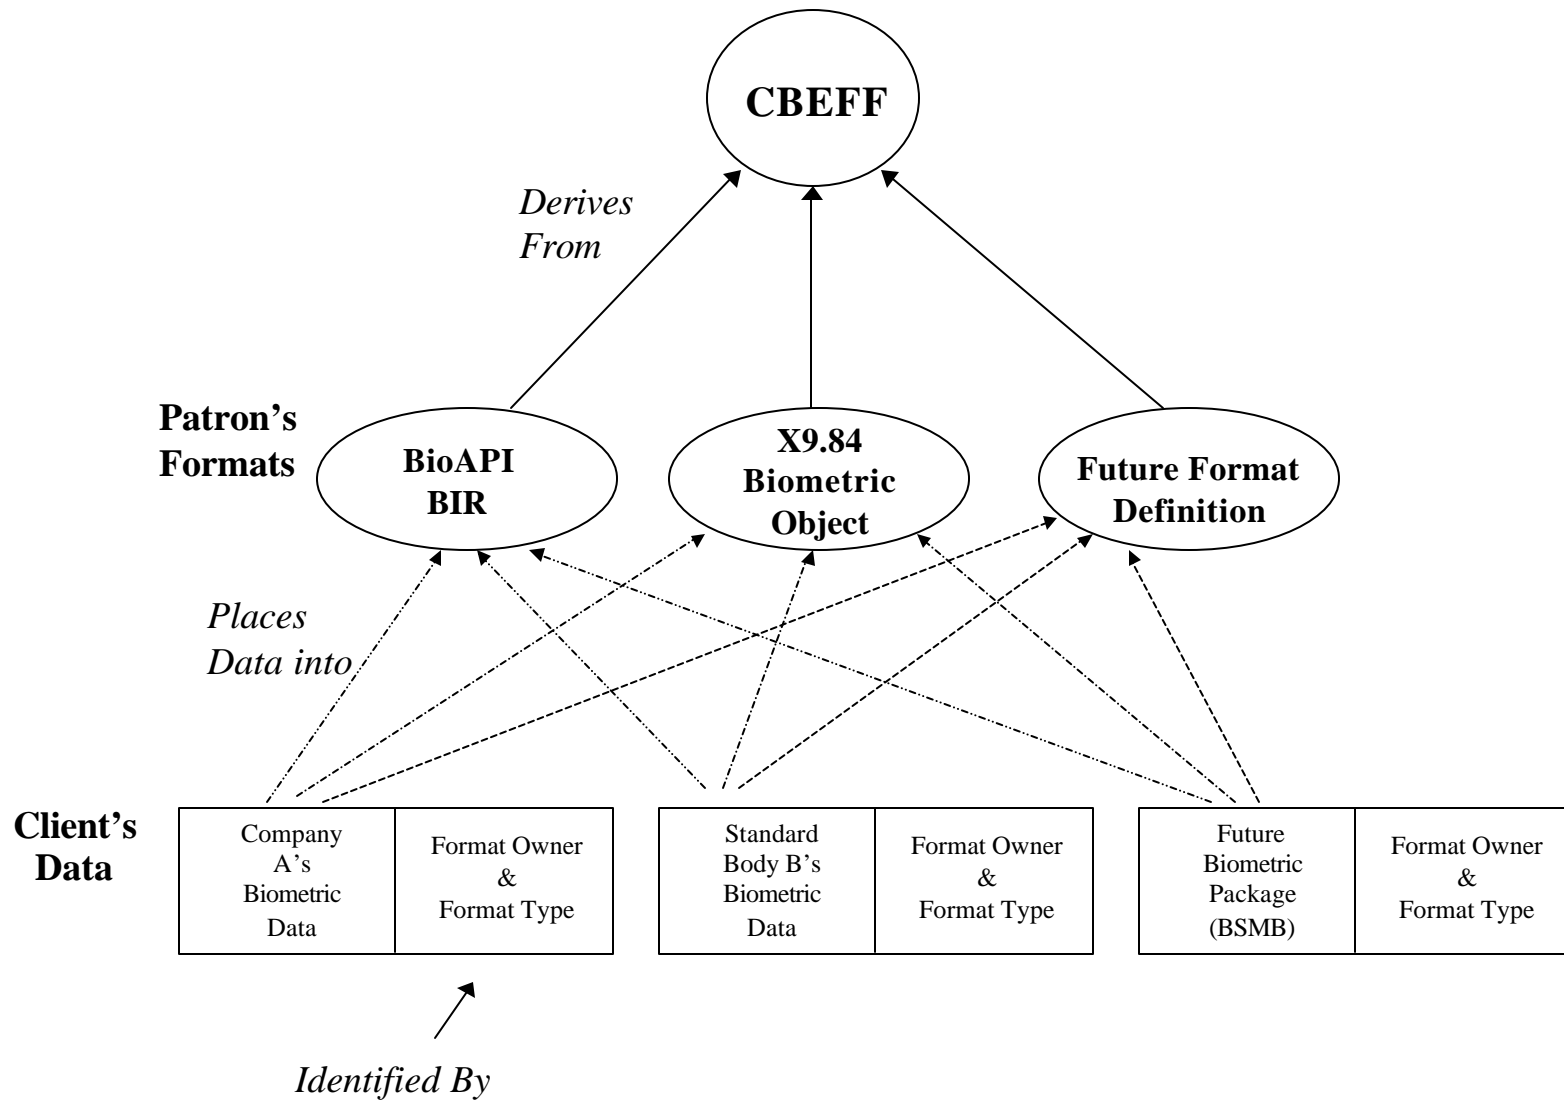 CBEFF
Derives
From
Patron's
Formats
BioAPI
BIR
X9.84
Biometric
Object
Future Format
Definition
Places
Data into
Client's
Data
Company
A's
Biometric
Data
Format Owner
&
Format Type
Standard
Body B's
Biometric
Data
Format Owner
&
Format Type
Future
Biometric
Package
(BSMB)
Format Owner
&
Format Type
Identified By